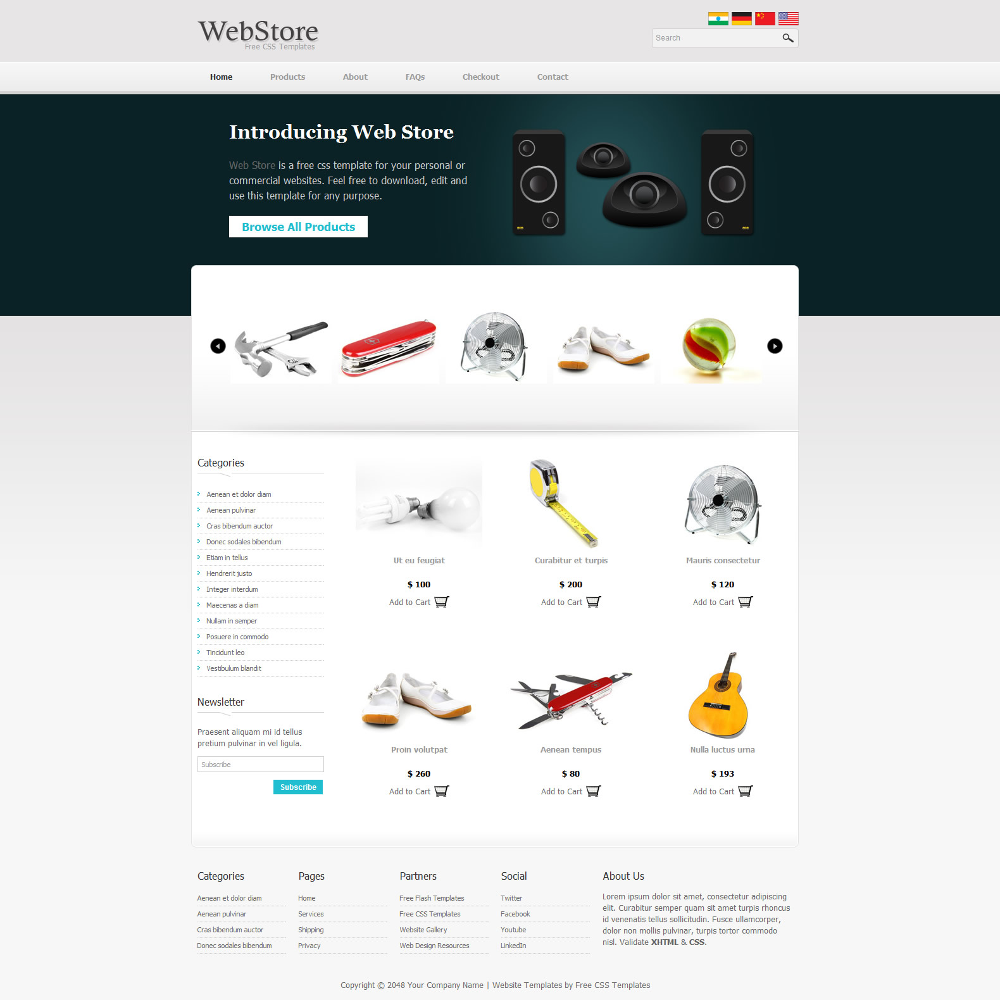 WebStore
Free CSS Templates
Search
Home Products About FAQs Checkout Contact
Introducing Web Store
Web Store is a free css template for your personal or
commercial websites. Feel free to download, edit and
use this template for any purpose.
Browse All Products
Categories
Aenean et dolor diam
Aenean pulvinar
Cras bibendum auctor
Donec sodales bibendum
Etiam in tellus
Hendrerit justo
Integer interdum
Maecenas a diam
Nullam in semper
Posuere in commodo
Tincidunt leo
Vestibulum blandit
Newsletter
Praesent aliquam mi id tellus
pretium pulvinar in vel ligula.
Subscribe
Subscribe
Ut eu feugiat
$ 100
Add to Cart
Curabitur et turpis
$ 200
Add to Cart
Mauris consectetur
$ 120
Add to Cart
Proin volutpat
$ 260
Add to Cart
Aenean tempus
$ 80
Add to Cart
Nulla luctus urna
$ 193
Add to Cart
Categories
Aenean et dolor diam
Aenean pulvinar
Cras bibendum auctor
Donec sodales bibendum
Pages
Home
Services
Shipping
Privacy
Partners
Free Flash Templates
Free CSS Templates
Website Gallery
Web Design Resources
Social
Twitter
Facebook
Youtube
LinkedIn
About Us
Lorem ipsum dolor sit amet, consectetur adipiscing
elit. Curabitur semper quam sit amet turpis rhoncus
id venenatis tellus sollicitudin. Fusce ullamcorper,
dolor non mollis pulvinar, turpis tortor commodo
nisl. Validate XHTML & CSS.
Copyright © 2048 Your Company Name | Website Templates by Free CSS Templates